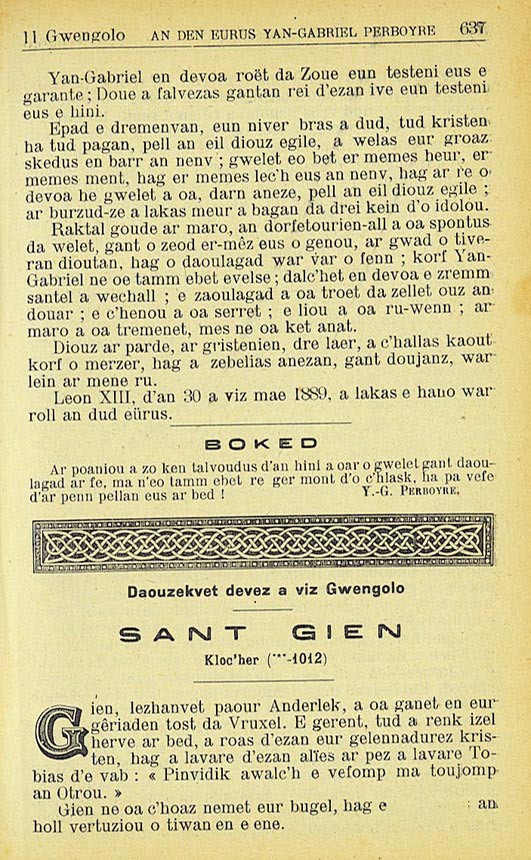 11 Gwengolo AN DEN EURUS YAN-GABRIEL PERBOYRE 637
Yan-Gabriel en devoa roët da Zoue eun testeni eus e
garante ; Doue a falvezas gantan rei d'ezan ive eun testeni
eus e hini.
Epad e dremenvan, eun niver bras a dud, tud kristen
ha tud pagan, pell an eil diouz egile, a welas eur groaz
skedus en barr an nenv ; gwelet eo bet er memes heur, er
memes ment, hag er memes lec'h eus an nenv, hag ar re o
devoa he gwelet a oa, darn aneze, pell an eil diouz egile ;
ar burzud-ze a lakas meur a bagan da drei kein d'o idolou.
Raktal goude ar maro, an dorfetourien-all a oa spontus
da welet, gant o zeod er-mêz eus o genou, ar gwad o tive-
ran dioutan, hag o daoulagad war var o fenn ; korf Yan-
Gabriel ne oe tamm ebet evelse ; dalc'het en devoa e zremm
santel a wechall ; e zaoulagad a oa troet da zellet ouz an
douar ; e c'henou a oa serret ; e liou a oa ru-wenn ; ar
maro a oa tremenet, mes ne oa ket anat.
Diouz ar parde, ar gristenien, dre laer, a c'hallas kaout
korf o merzer, hag a zebelias anezan, gant doujanz, war
lein ar mene ru.
Leon XIII, d'an 30 a viz mae 1889, a lakas e hano war
roll an dud eürus.
BOKED
Ar poaniou a zo ken talvoudus d'an hini a oar o gwelet gant daou-
lagad ar fe, ma n'eo tamm ebet re ger mont d'o c'hlask, ha pa vefe
d'ar penn pellan eus ar bed !
Y.-G. PERBOYRE.
Daouzekvet devez a viz Gwengolo
SANT GIEN
Kloc'her (***-1012)
Gien, lezhanvet paour Anderlek, a oa ganet en eur
gêriaden tost da Vruxel. E gerent, tud a renk izel
herve ar bed, a roas d'ezan eur gelennadurez kris-
ten, hag a lavare d'ezan alïes ar pez a lavare To-
bias d'e vab : « Pinvidik awalc'h e vefomp ma toujomp
an Otrou. »
Gien ne oa c'hoaz nemet eur bugel, hag e : an
holl vertuziou o tiwan en e ene.